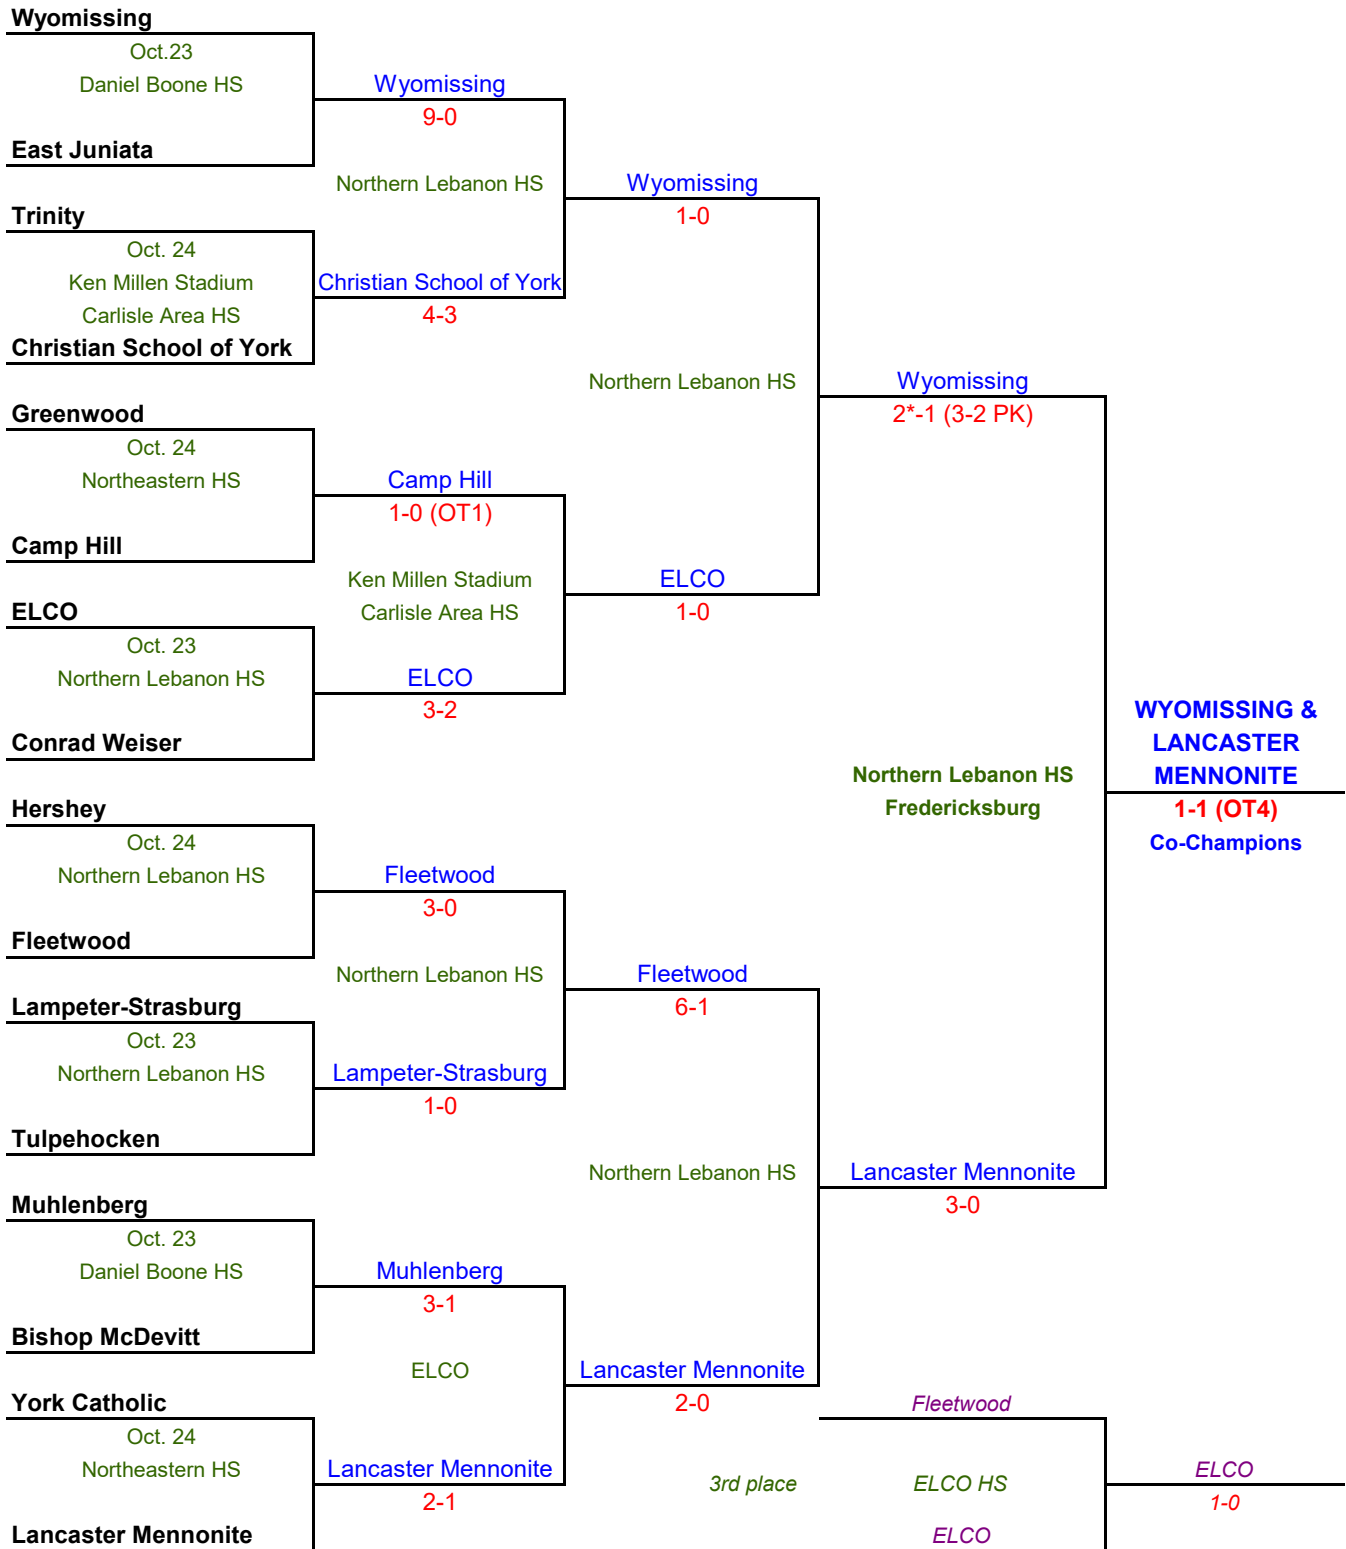 Wyomissing
Oct.23
Daniel Boone HS
Wyomissing
9-0
East Juniata
Northern Lebanon HS
Wyomissing
1-0
Trinity
Oct. 24
Ken Millen Stadium
Christian School of York
Carlisle Area HS
4-3
Christian School of York
Northern Lebanon HS
Wyomissing
2*-1 (3-2 PK)
Greenwood
Oct. 24
Northeastern HS
Camp Hill
1-0 (OT1)
Camp Hill
Ken Millen Stadium
ELCO
Carlisle Area HS
1-0
ELCO
Oct. 23
Northern Lebanon HS
ELCO
3-2
Conrad Weiser
WYOMISSING &
LANCASTER
MENNONITE
1-1 (OT4)
Co-Champions
Northern Lebanon HS
Fredericksburg
Hershey
Oct. 24
Northern Lebanon HS
Fleetwood
3-0
Fleetwood
Northern Lebanon HS
Fleetwood
6-1
Lampeter-Strasburg
Oct. 23
Northern Lebanon HS
Lampeter-Strasburg
1-0
Tulpehocken
Northern Lebanon HS
Lancaster Mennonite
3-0
Muhlenberg
Oct. 23
Daniel Boone HS
Muhlenberg
3-1
Bishop McDevitt
ELCO
Lancaster Mennonite
2-0
York Catholic
Oct. 24
Northeastern HS
Lancaster Mennonite
2-1
Lancaster Mennonite
Fleetwood
3rd place
ELCO HS
ELCO
1-0
ELCO